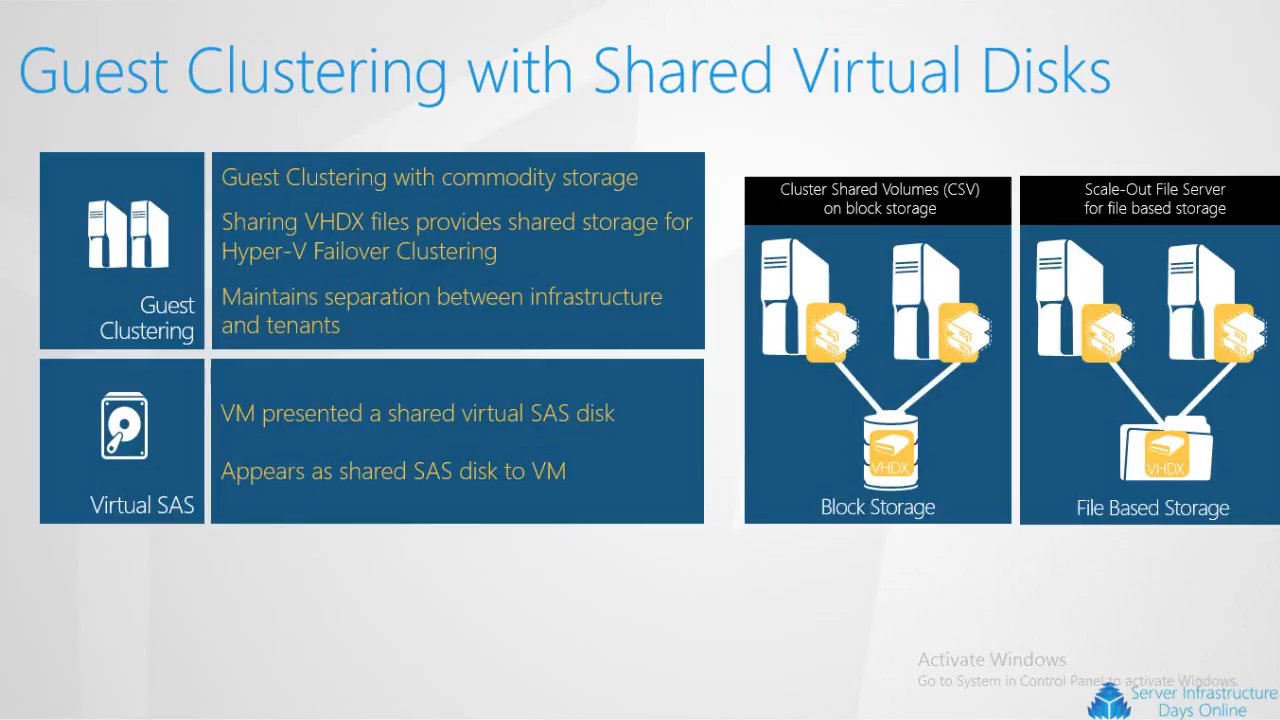 Guest Clustering with Shared Virtual Disks
Guest
Clustering
Guest Clustering with commodity storage
Sharing VHDX files provides shared storage for
Hyper-V Failover Clustering
Maintains separation between infrastructure
and tenants
Virtual SAS
VM presented a shared virtual SAS disk
Appears as shared SAS disk to VM
Cluster Shared Volumes (CSV)
on block storage
VHDX
Block Storage
Scale-Out File Server
for file based storage
VHDX
File Based Storage
Activate Windows
Go to System in Control Panel to activate Windows.
Server Infrastructure
Days Online